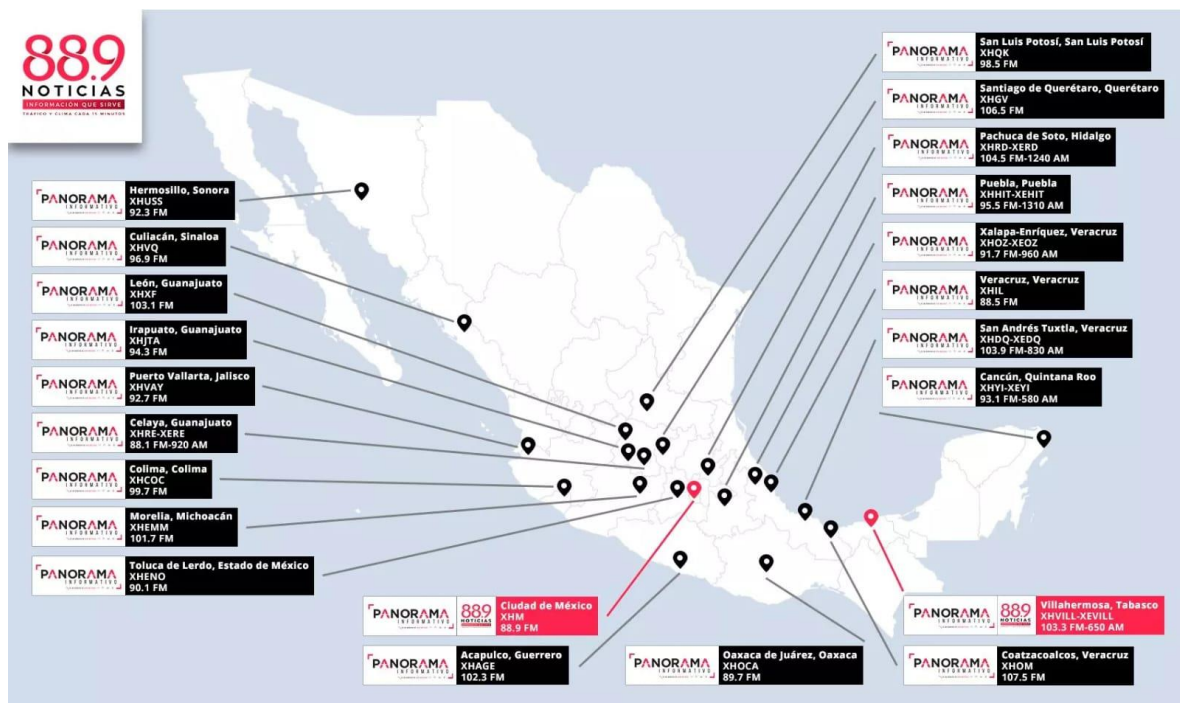 88.9
NOTICIAS
INFORMACIÓN QUE SIRVE
TRÁFICO Y CLIMA CADA 15 MINUTOS
PANORAMA
INFORMATIVO
Hermosillo, Sonora
XHUSS
92.3 FM
PANORAMA
INFORMATIVO
Culiacán, Sinaloa
XHVQ
96.9 FM
PANORAMA
INFORMATIVO
León, Guanajuato
XHXF
103.1 FM
PANORAMA
INFORMATIVO
Irapuato, Guanajuato
XHJTA
94.3 FM
PANORAMA
INFORMATIVO
Puerto Vallarta, Jalisco
XHVAY
92.7 FM
PANORAMA
INFORMATIVO
Celaya, Guanajuato
XHRE-XERE
88.1 FM-920 AM
PANORAMA
INFORMATIVO
Colima, Colima
XHCOC
99.7 FM
PANORAMA
INFORMATIVO
Morelia, Michoacán
XHEMM
101.7 FM
PANORAMA
INFORMATIVO
Toluca de Lerdo, Estado de México
XHENO
90.1 FM
PANORAMA
INFORMATIVO
San Luis Potosí, San Luis Potosí
XHQK
98.5 FM
PANORAMA
INFORMATIVO
Santiago de Querétaro, Querétaro
XHGV
106.5 FM
PANORAMA
INFORMATIVO
Pachuca de Soto, Hidalgo
XHRD-XERD
104.5 FM-1240 AM
PANORAMA
INFORMATIVO
Puebla, Puebla
XHHIT-XEHIT
95.5 FM-1310 AM
PANORAMA
INFORMATIVO
Xalapa-Enríquez, Veracruz
XHOZ-XEOZ
91.7 FM-960 AM
PANORAMA
INFORMATIVO
Veracruz, Veracruz
XHIL
88.5 FM
PANORAMA
INFORMATIVO
San Andrés Tuxtla, Veracruz
XHDQ-XEDQ
103.9 FM-830 AM
PANORAMA
INFORMATIVO
Cancún, Quintana Roo
XHYI-XEYI
93.1 FM-580 AM
PANORAMA
INFORMATIVO
88.9
NOTICIAS
Ciudad de México
XHM
88.9 FM
PANORAMA
INFORMATIVO
88.9
NOTICIAS
Villahermosa, Tabasco
XHVILL-XEVILL
103.3 FM-650 AM
PANORAMA
INFORMATIVO
Acapulco, Guerrero
XHAGE
102.3 FM
PANORAMA
INFORMATIVO
Oaxaca de Juárez, Oaxaca
XHOCA
89.7 FM
PANORAMA
INFORMATIVO
Coatzacoalcos, Veracruz
XHOM
107.5 FM